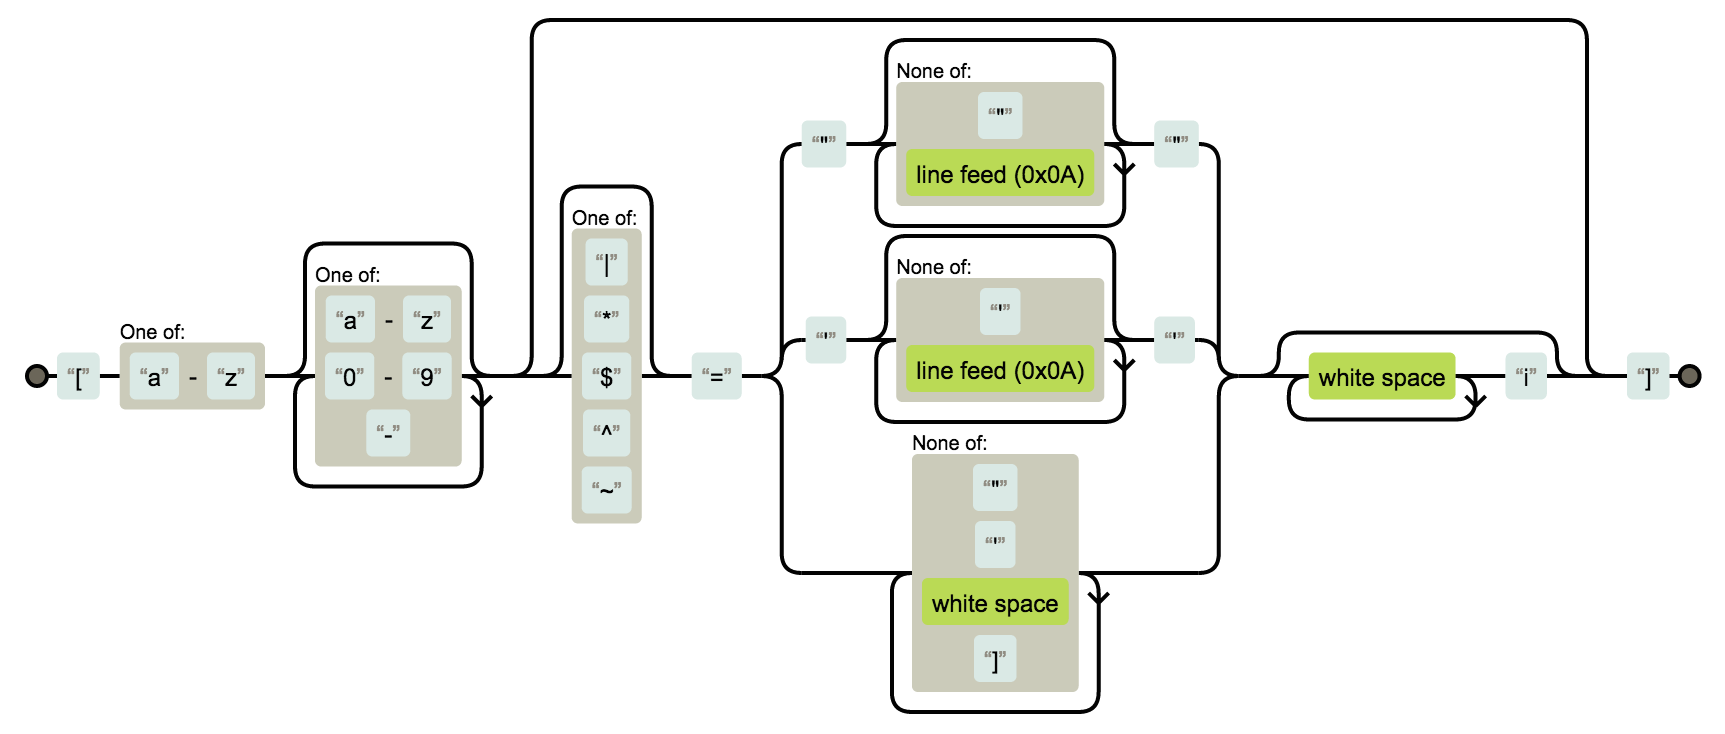 “[”
One of:
“a” - “z”
One of:
“a” - “z”
“0” - “9”
“-”
One of:
“|”
“*”
“$”
“^”
“~”
“=”
“"”
None of:
“"”
line feed (0x0A)
“"”
“'”
None of:
“'”
line feed (0x0A)
“'”
None of:
“"”
“'”
white space
“]”
white space
“i”
“]”